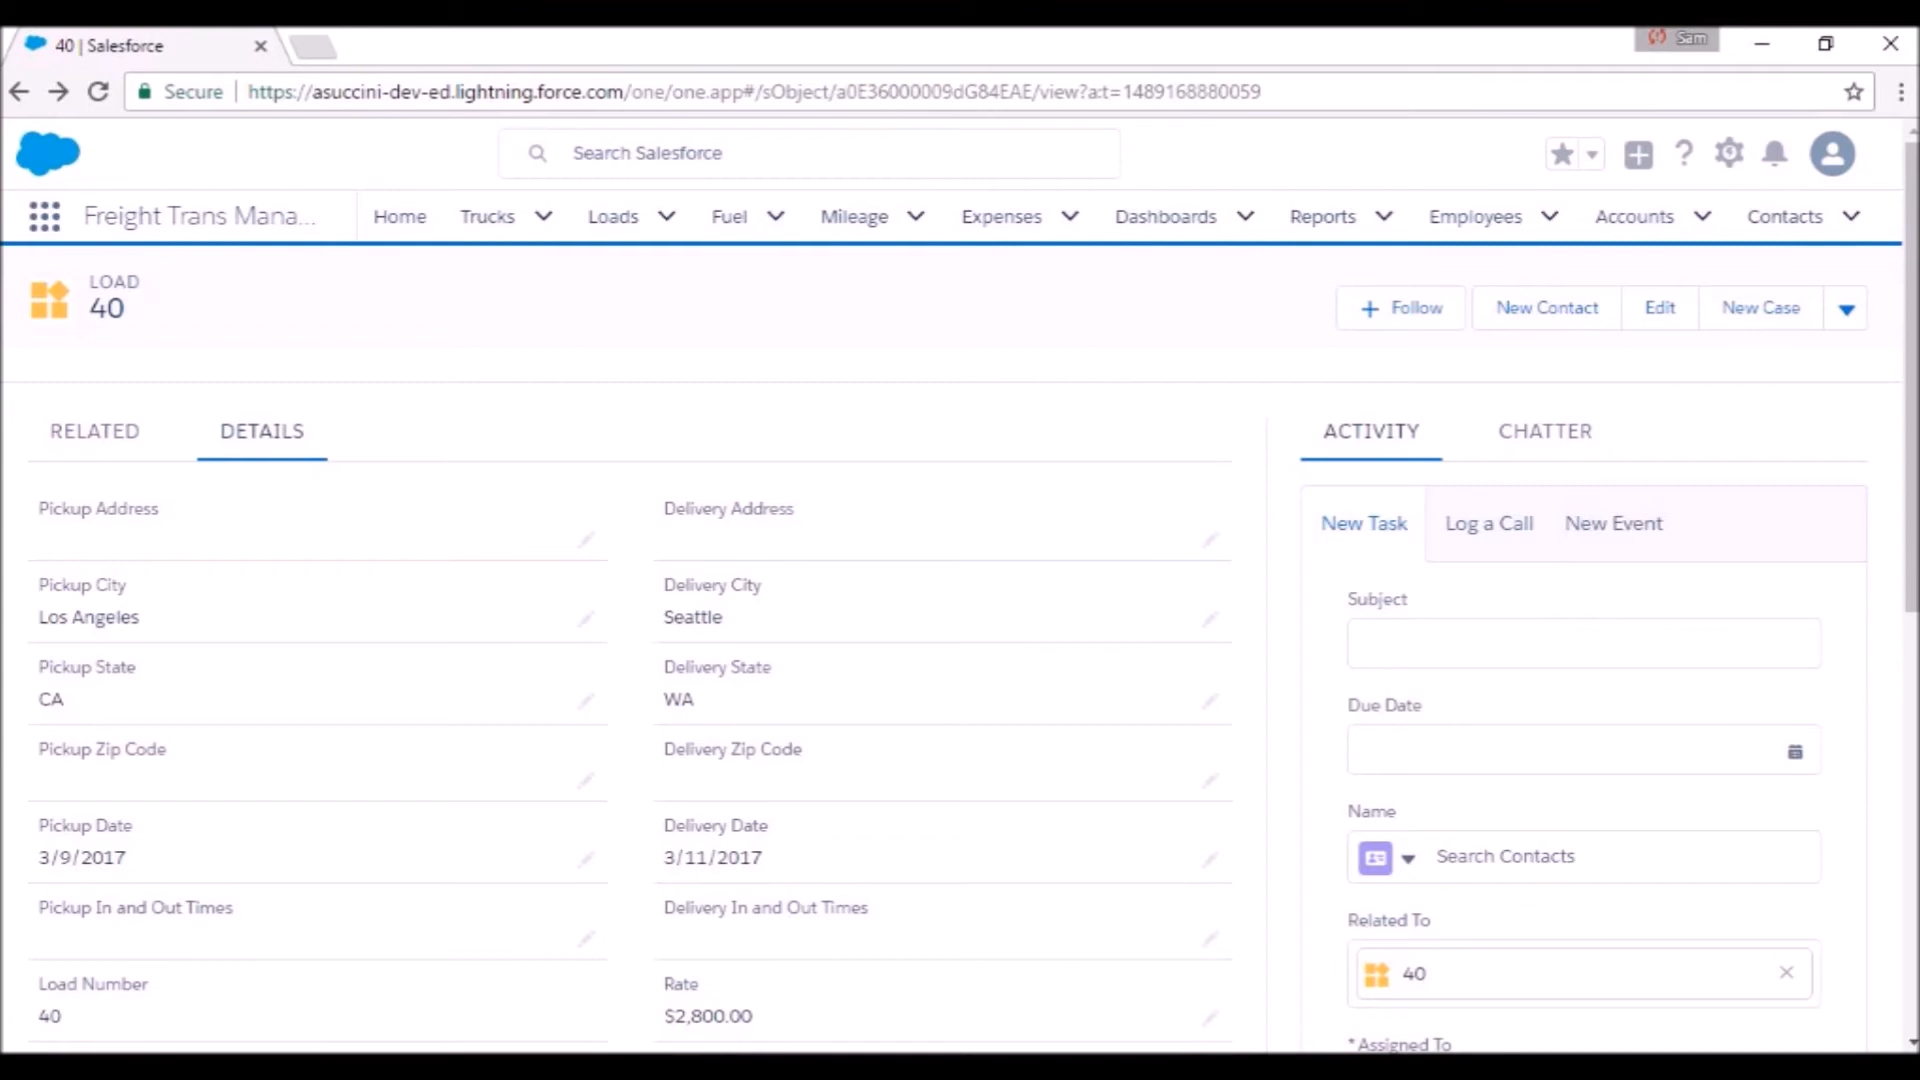 40 | Salesforce
Sam
Secure
https://asuccini-dev-ed.lightning.force.com/one/one.app#/sObject/a0E36000009dG84EAE/view?a:t=1489168880059
Search Salesforce
Freight Trans Mana...
Home
Trucks
Loads
Fuel
Mileage
Expenses
Dashboards
Reports
Employees
Accounts
Contacts
LOAD
40
Follow
New Contact
Edit
New Case
RELATED
DETAILS
Pickup Address
Delivery Address
Pickup City
Los Angeles
Delivery City
Seattle
Pickup State
CA
Delivery State
WA
Pickup Zip Code
Delivery Zip Code
Pickup Date
3/9/2017
Delivery Date
3/11/2017
Pickup In and Out Times
Delivery In and Out Times
Load Number
40
Rate
$2,800.00
ACTIVITY
CHATTER
New Task
Log a Call
New Event
Subject
Due Date
Name
Search Contacts
Related To
40
* Assigned To